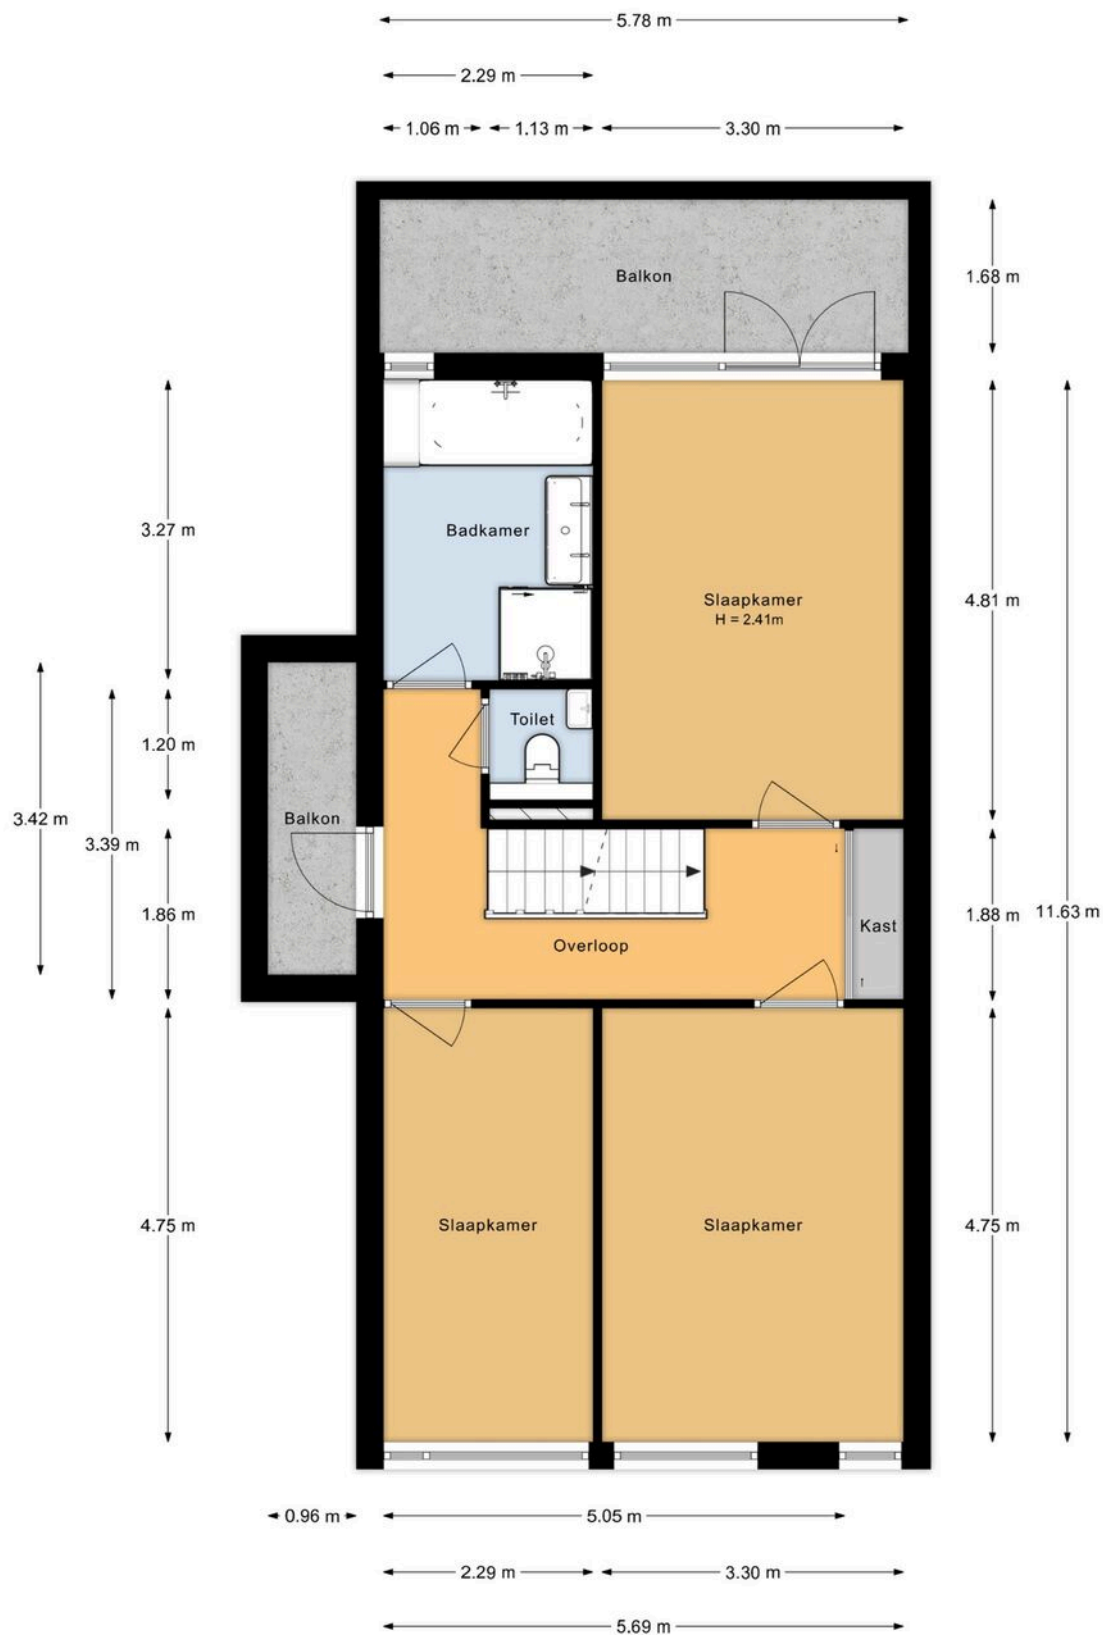 5.78 m
2.29 m
1.06 m
1.13 m
3.30 m
Balkon
1.68 m
3.27 m
Badkamer
Slaapkamer
H = 2.41m
4.81 m
Toilet
1.20 m
3.42 m
Balkon
3.39 m
1.86 m
Overloop
Kast
1.88 m
11.63 m
4.75 m
Slaapkamer
Slaapkamer
4.75 m
0.96 m
5.05 m
2.29 m
3.30 m
5.69 m